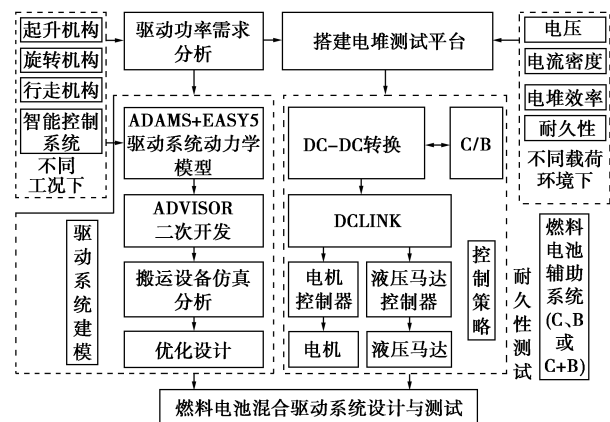 起升机构
旋转机构
行走机构
智能控制
系统
不同
工况下
驱动功率需求
分析
搭建电堆测试平台
电压
电流密度
电堆效率
耐久性
不同载荷
环境下
ADAMS+EASY5
驱动系统动力学
模型
ADVISOR
二次开发
搬运设备仿真
分析
优化设计
驱动系统建模
DC-DC转换
C/B
DCLINK
电机
控制器
液压马达
控制器
电机
液压马达
控制策略
耐久性测试
燃料
电池
辅助
系统
(C、B
或
C+B)
燃料电池混合驱动系统设计与测试